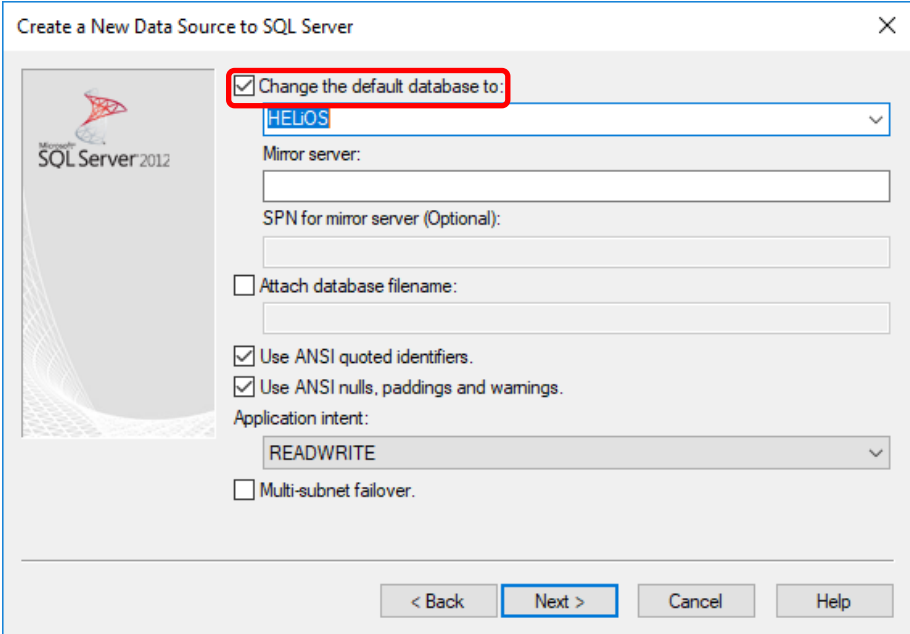 Create a New Data Source to SQL Server
Microsoft
SQL Server 2012
Change the default database to:
HELiOS
Mirror server:
SPN for mirror server (Optional):
Attach database filename:
Use ANSI quoted identifiers.
Use ANSI nulls, paddings and warnings.
Application intent:
READWRITE
Multi-subnet failover.
< Back
Next >
Cancel
Help